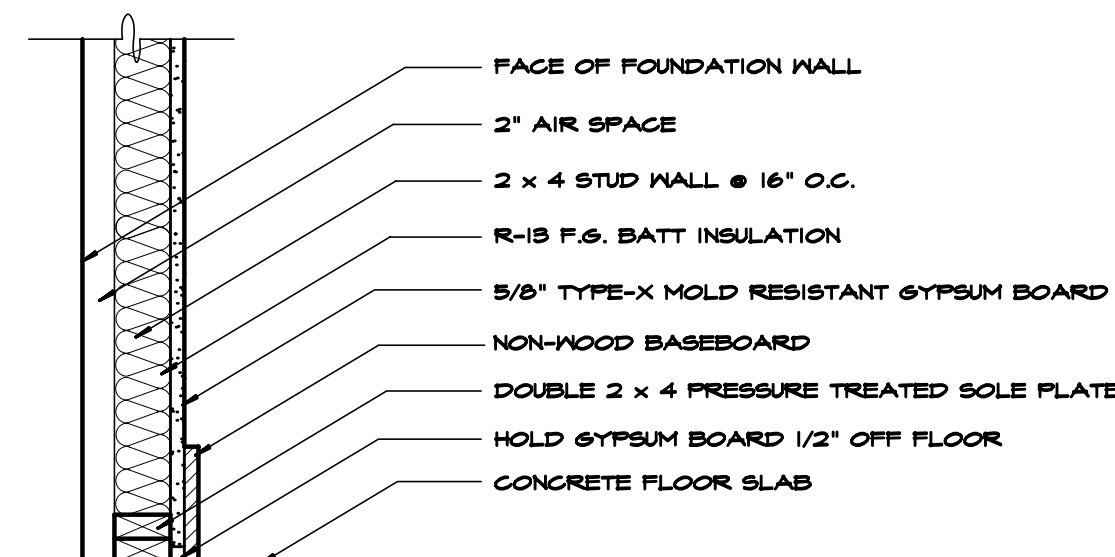 FACE OF FOUNDATION WALL
2" AIR SPACE
2 x 4 STUD WALL @ 16" O.C.
R-13 F.G. BATT INSULATION
5/8" TYPE-X MOLD RESISTANT GYPSUM BOARD
NON-WOOD BASEBOARD
DOUBLE 2 x 4 PRESSURE TREATED SOLE PLATE
HOLD GYPSUM BOARD 1/2" OFF FLOOR
CONCRETE FLOOR SLAB